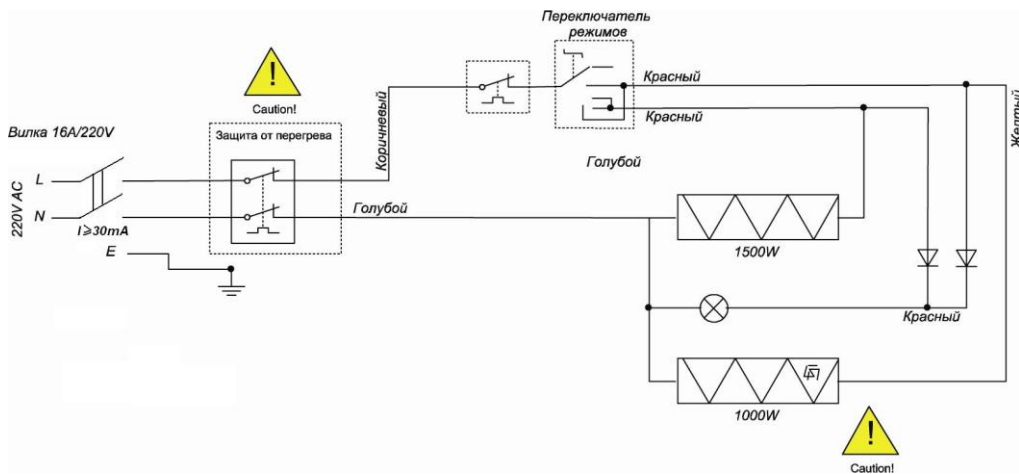 Переключатель
режимов
Caution!
Красный
Красный
Коричневый
Желтый
Вилка 16A/220V
Защита от перегрева
Голубой
L
220V AC
N
Голубой
I⩾30mA
E
1500W
Красный
1000W
Caution!